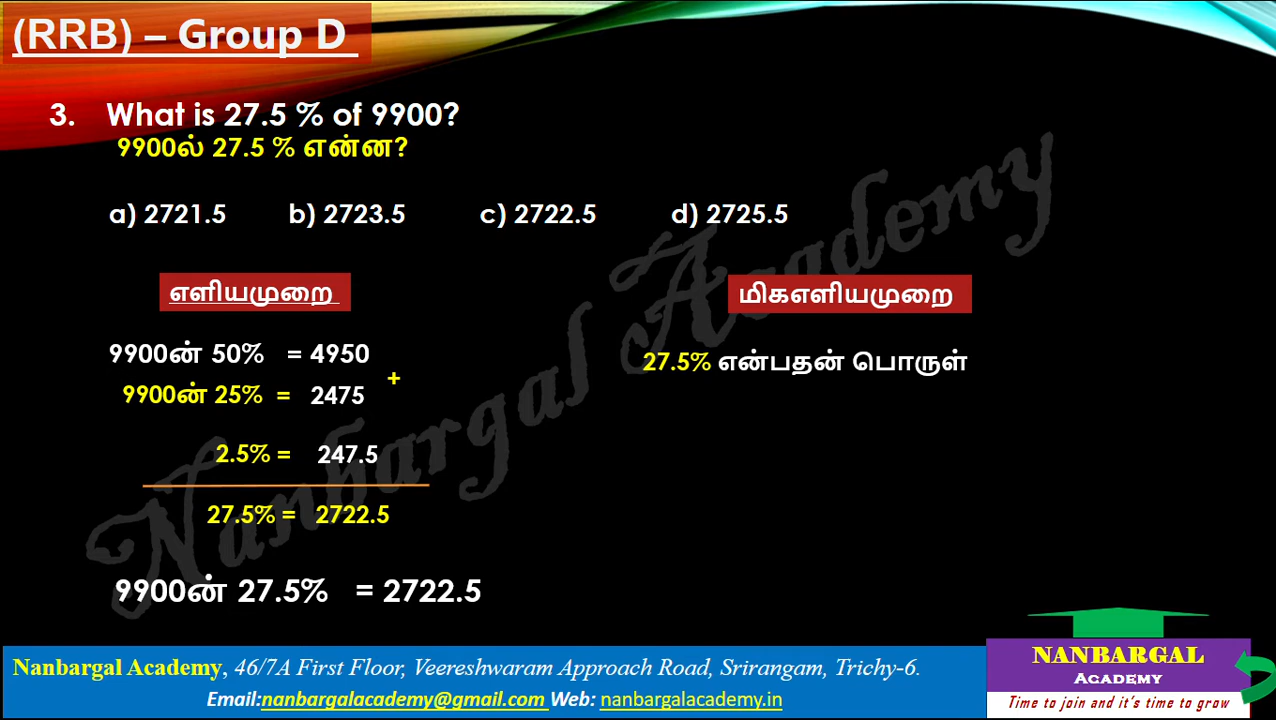 (RRB) – Group D
3. What is 27.5 % of 9900?
9900ல் 27.5 % என்ன?
a) 2721.5 b) 2723.5 c) 2722.5 d) 2725.5
எளியமுறை
மிகஎளியமுறை
9900ன் 50% = 4950
27.5% என்பதன் பொருள்
+
9900ன் 25% = 2475
2.5% = 247.5
27.5% = 2722.5
9900ன் 27.5% = 2722.5
Nanbargal Academy
Nanbargal Academy, 46/7A First Floor, Veereshwaram Approach Road, Srirangam, Trichy-6.
Email:nanbargalacademy@gmail.com Web: nanbargalacademy.in
NANBARGAL
ACADEMY
Time to join and it's time to grow